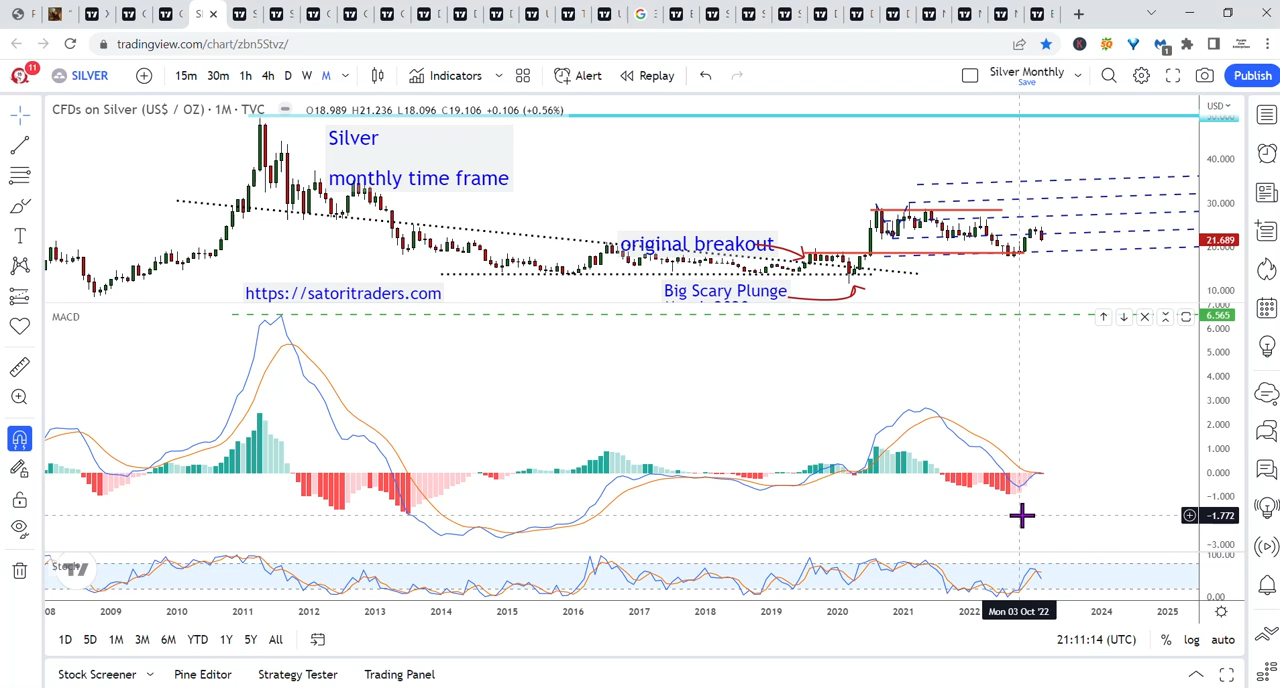 tradingview.com/chart/zbn5Stvz/
11
SILVER
15m 30m 1h 4h D W M
Indicators
Alert
Replay
Silver Monthly
Save
Publish
CFDs on Silver (US$ / OZ) · 1M · TVC
O18.989 H21.236 L18.096 C19.106 +0.106 (+0.56%)
USD
Silver
monthly time frame
40.000
30.000
21.689
10.000
original breakout
Big Scary Plunge
https://satoritraders.com
MACD
6.565
6.000
5.000
4.000
3.000
2.000
1.000
0.000
−1.000
−1.772
−3.000
100.00
0.00
08 2009 2010 2011 2012 2013 2014 2015 2016 2017 2018 2019 2020 2021 2022 Mon 03 Oct '22 2024 2025
1D 5D 1M 3M 6M YTD 1Y 5Y All
21:11:14 (UTC) % log auto
Stock Screener Pine Editor Strategy Tester Trading Panel